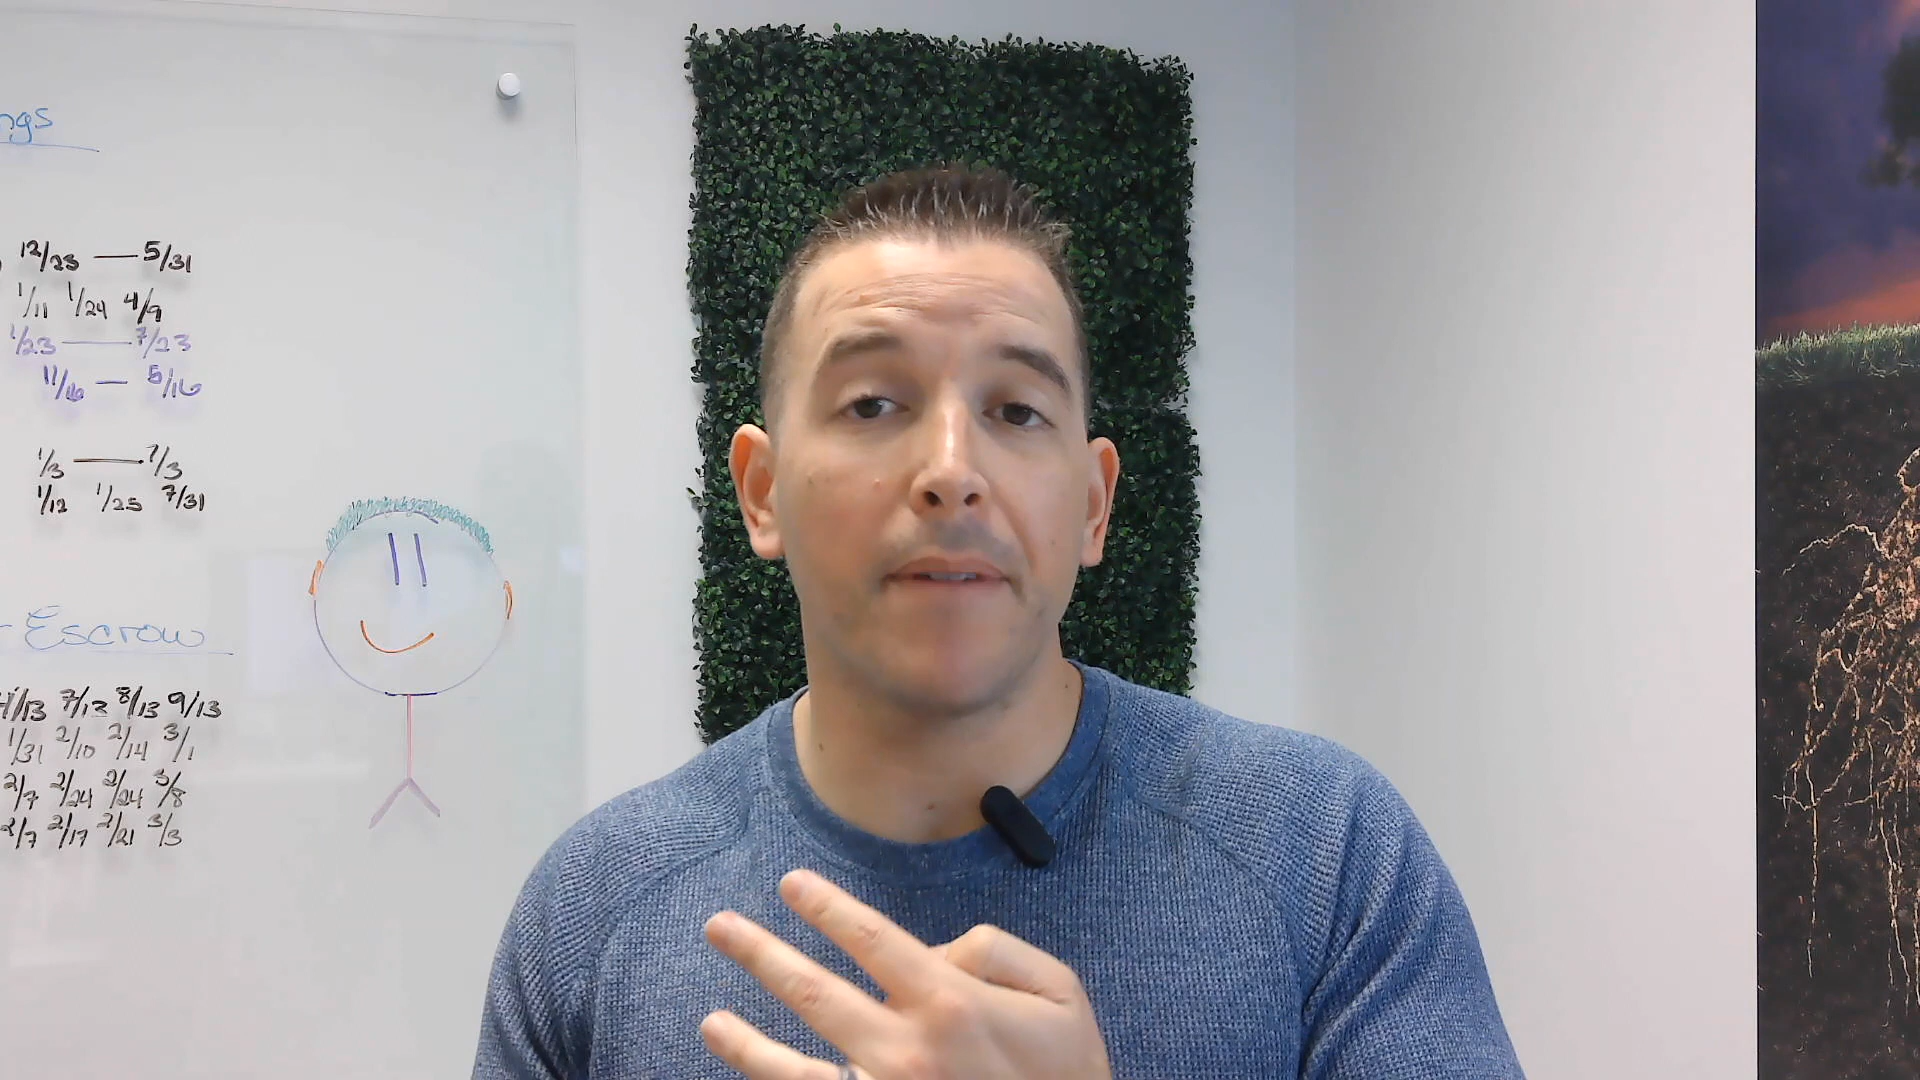 ngs
12/23 — 5/31
1/11 1/24 4/9
1/23 — 7/23
11/16 — 5/16
1/3 — 7/3
1/12 1/25 7/31
Escrow
4/13 7/13 8/13 9/13
1/31 2/10 2/14 3/1
2/7 2/24 2/24 3/8
2/7 2/17 2/21 3/3